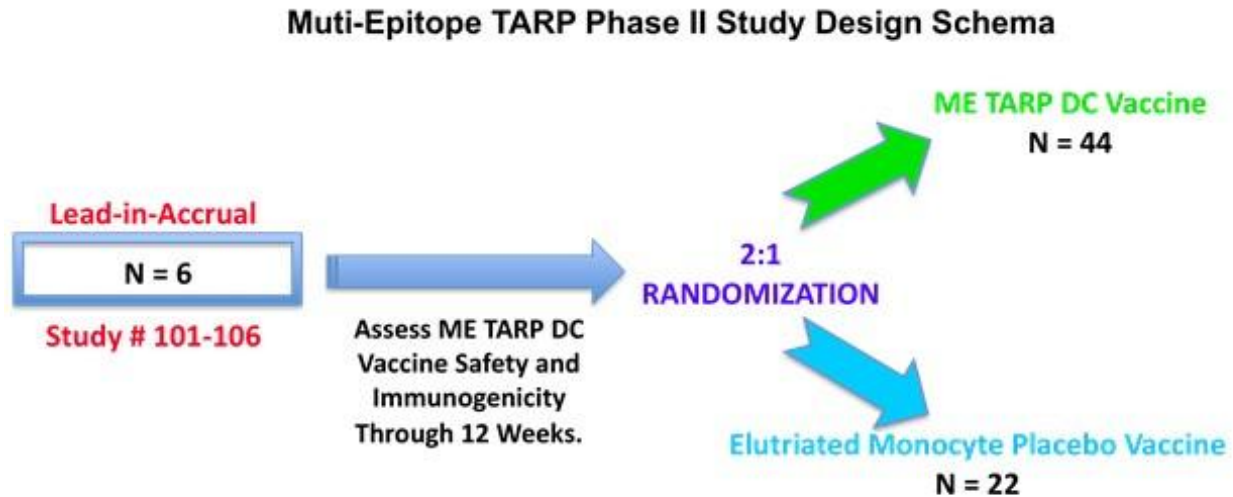 Muti-Epitope TARP Phase II Study Design Schema
ME TARP DC Vaccine
N = 44
Lead-in-Accrual
N = 6
Study # 101-106
Assess ME TARP DC
Vaccine Safety and
Immunogenicity
Through 12 Weeks.
2:1
RANDOMIZATION
Elutriated Monocyte Placebo Vaccine
N = 22